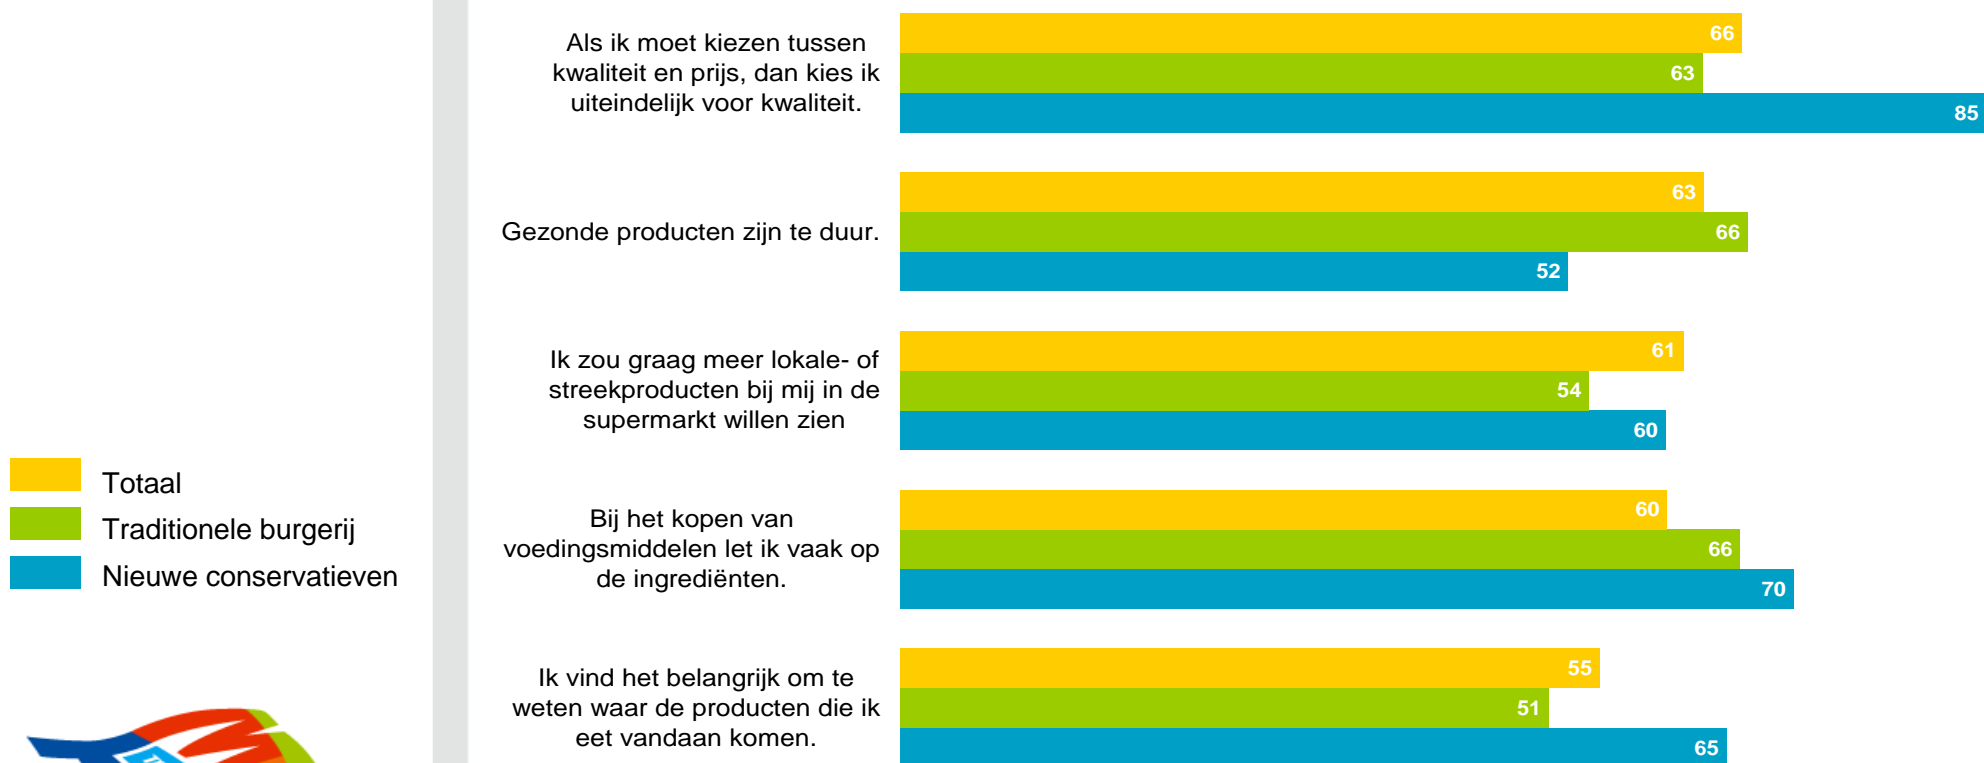 Als ik moet kiezen tussen
kwaliteit en prijs, dan kies ik
uiteindelijk voor kwaliteit.
66
63
85
Gezonde producten zijn te duur.
63
66
52
Ik zou graag meer lokale- of
streekproducten bij mij in de
supermarkt willen zien
61
54
60
Bij het kopen van
voedingsmiddelen let ik vaak op
de ingrediënten.
60
66
70
Ik vind het belangrijk om te
weten waar de producten die ik
eet vandaan komen.
55
51
65
Totaal
Traditionele burgerij
Nieuwe conservatieven